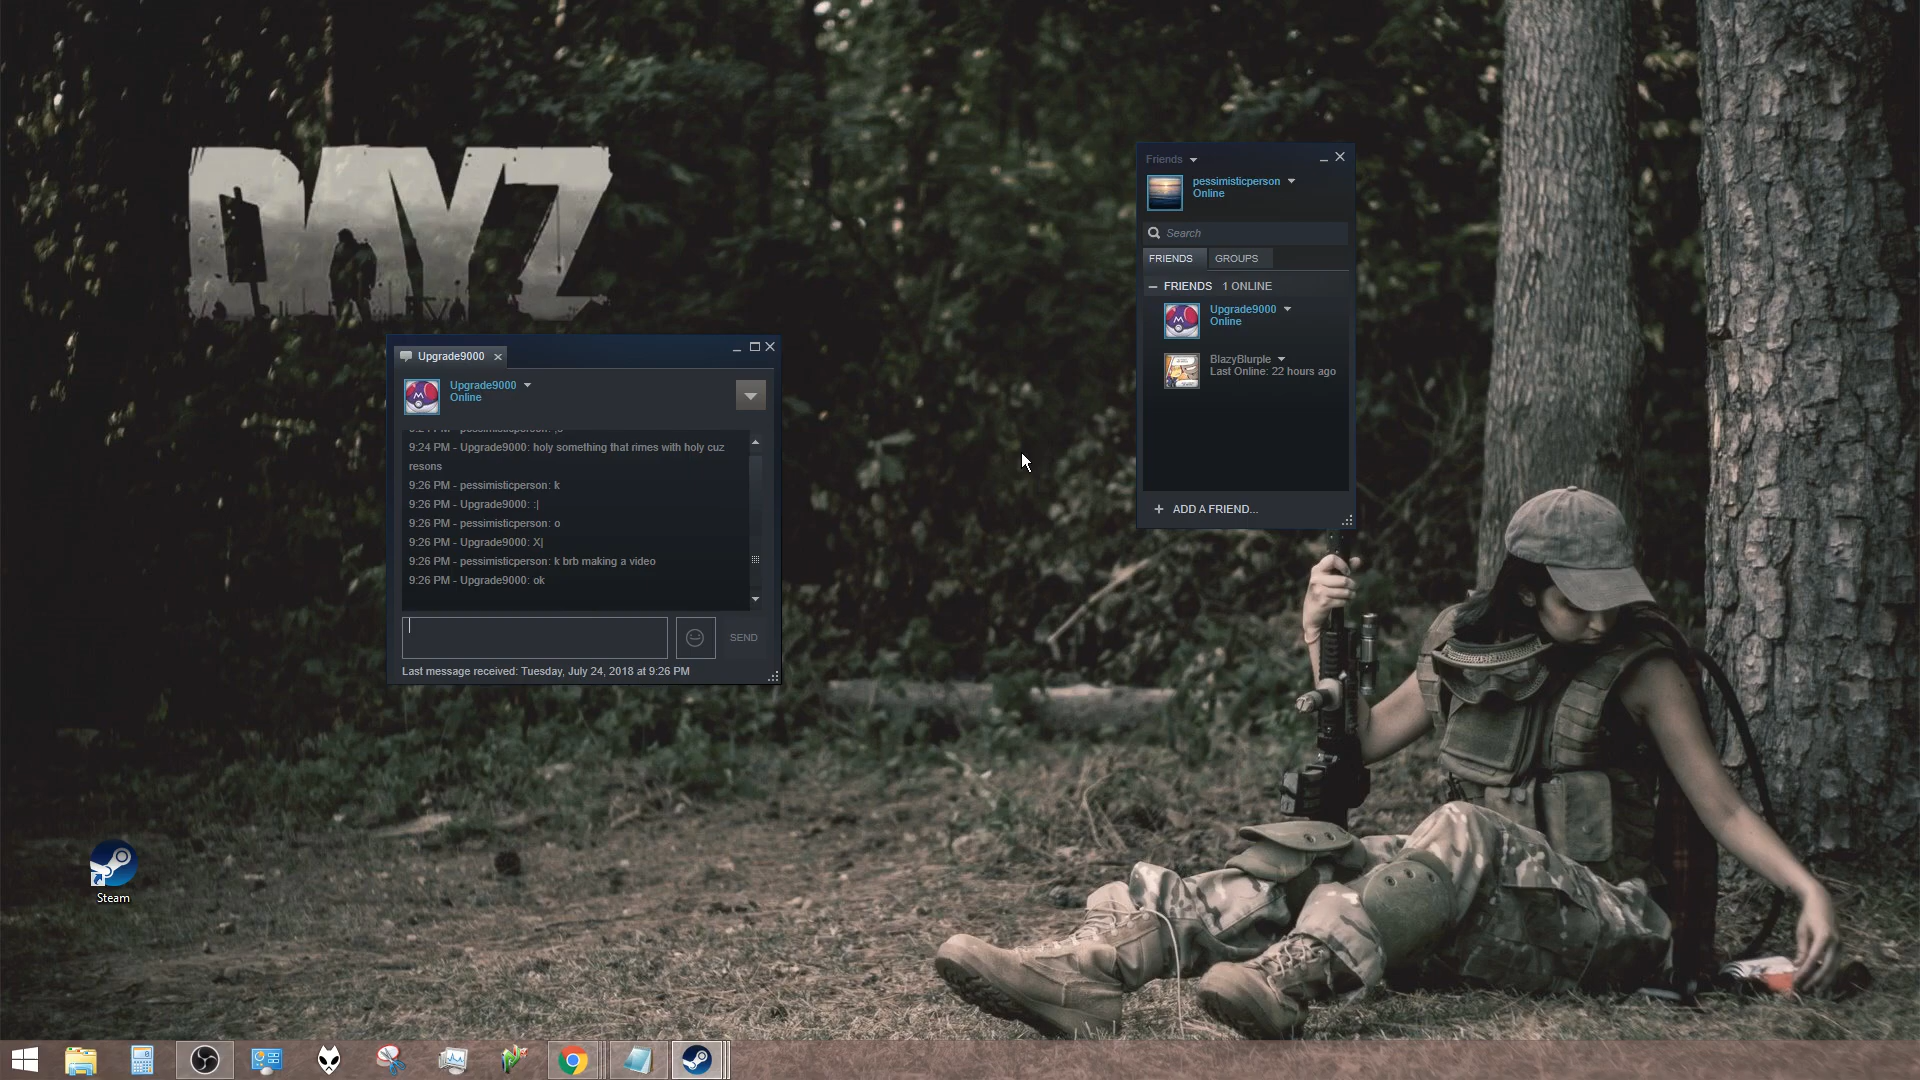 DAYZ
Friends
pessimisticperson
Online
Search
FRIENDS GROUPS
FRIENDS 1 ONLINE
Upgrade9000
Online
BlazyBlurple
Last Online: 22 hours ago
ADD A FRIEND...
Upgrade9000
Upgrade9000
Online
9:24 PM - Upgrade9000: holy something that rimes with holy cuz
resons
9:26 PM - pessimisticperson: k
9:26 PM - Upgrade9000: :|
9:26 PM - pessimisticperson: o
9:26 PM - Upgrade9000: X|
9:26 PM - pessimisticperson: k brb making a video
9:26 PM - Upgrade9000: ok
SEND
Last message received: Tuesday, July 24, 2018 at 9:26 PM
Steam